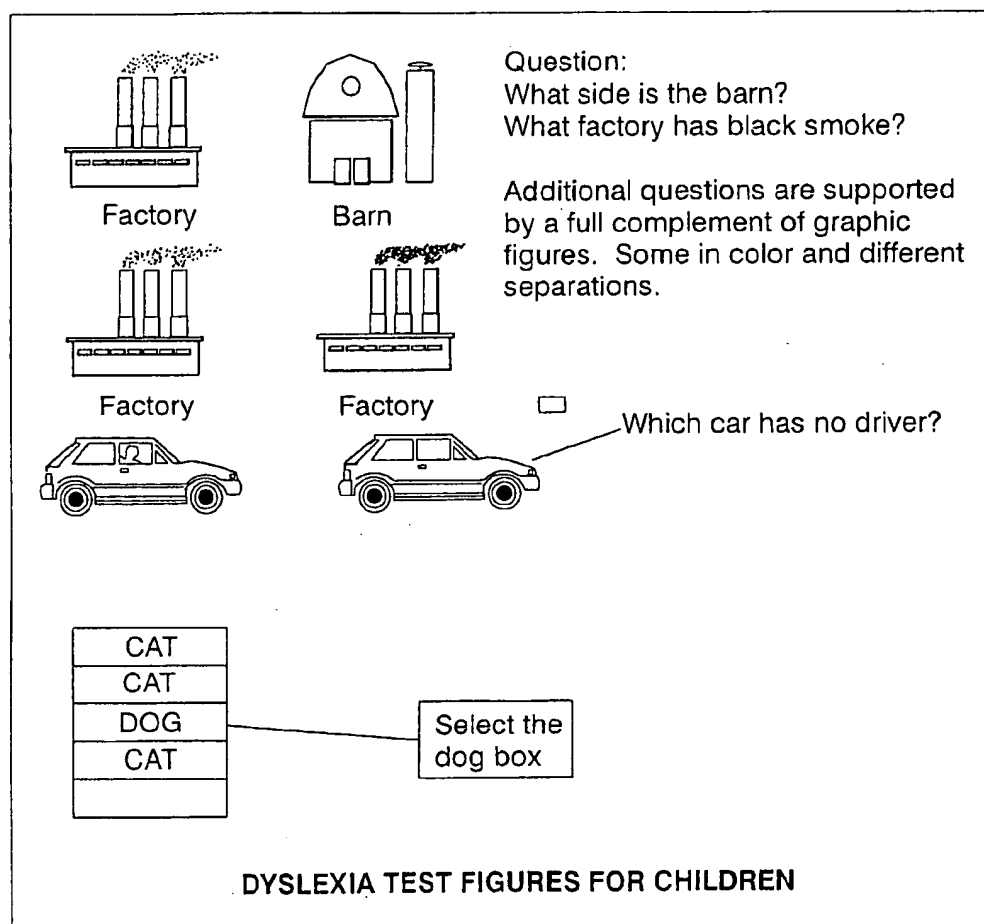 Question:
What side is the barn?
What factory has black smoke?
Factory
Barn
Additional questions are supported
by a full complement of graphic
figures. Some in color and different
separations.
Factory
Factory
Which car has no driver?
CAT
CAT
DOG
CAT
Select the
dog box
DYSLEXIA TEST FIGURES FOR CHILDREN